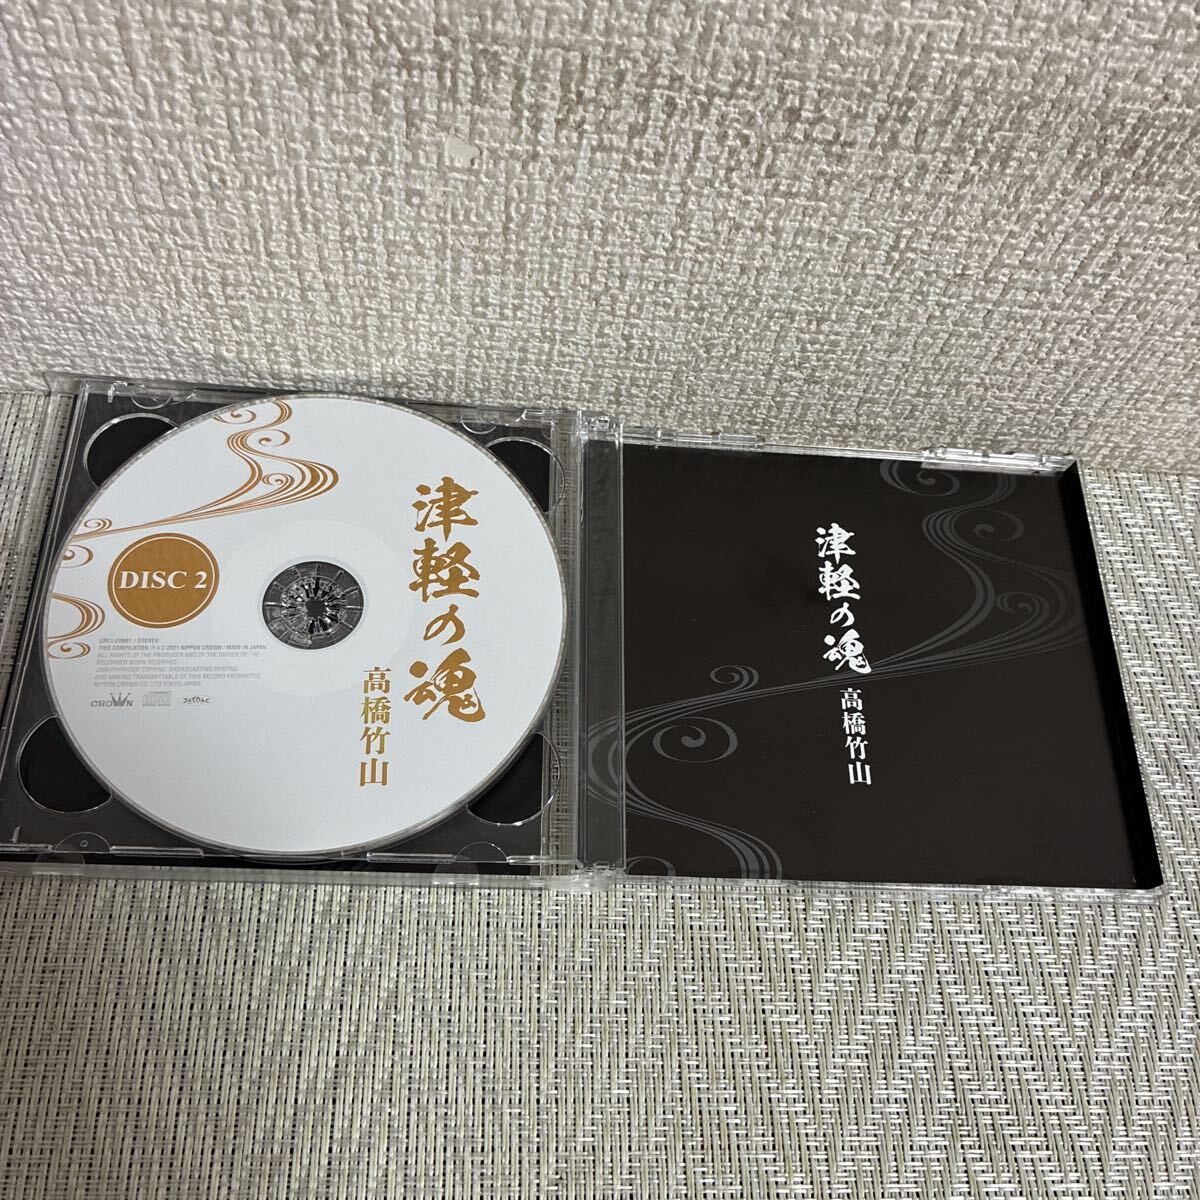 DISC 2
津軽の魂
高橋竹山
/ STEREO
THIS COMPILATION ℗ & © 2021 NIPPON CROWN / MADE IN JAPAN
ALL RIGHTS OF THE PRODUCER AND OF THE OWNER OF THE
RECORDED WORK RESERVED.
UNAUTHORIZED COPYING, BROADCASTING RENTING,
AND MAKING TRANSMITTABLE OF THIS RECORD PROHIBITED.
NIPPON CROWN CO.,LTD. TOKYO JAPAN
CROWN
disc
JASRAC
津軽の魂
高橋竹山